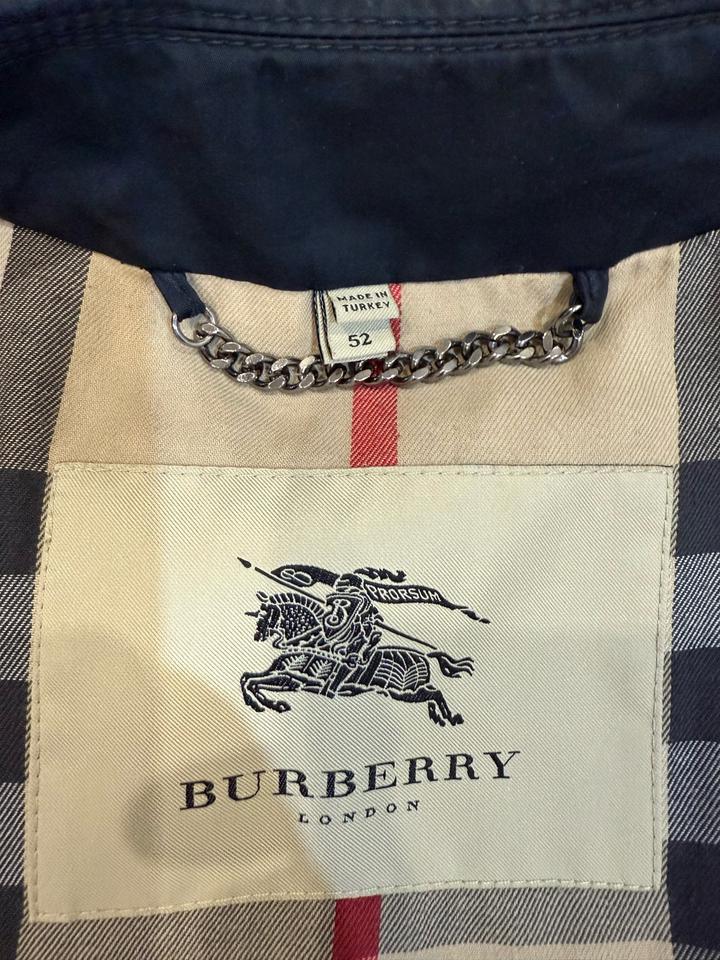 MADE IN
TURKEY
52
PRORSUM
B
BURBERRY
LONDON